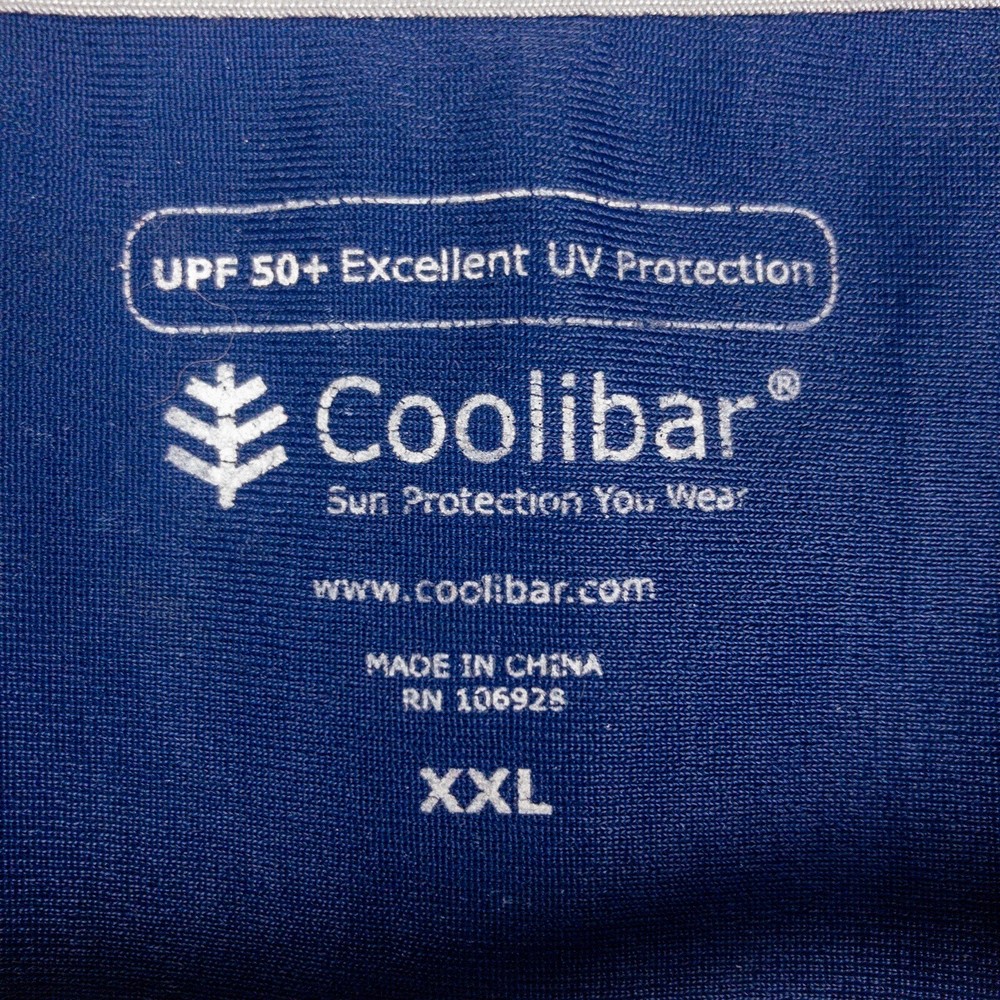 UPF 50+ Excellent UV Protection
Coolibar®
Sun Protection You Wear
www.coolibar.com
MADE IN CHINA
RN 106928
XXL